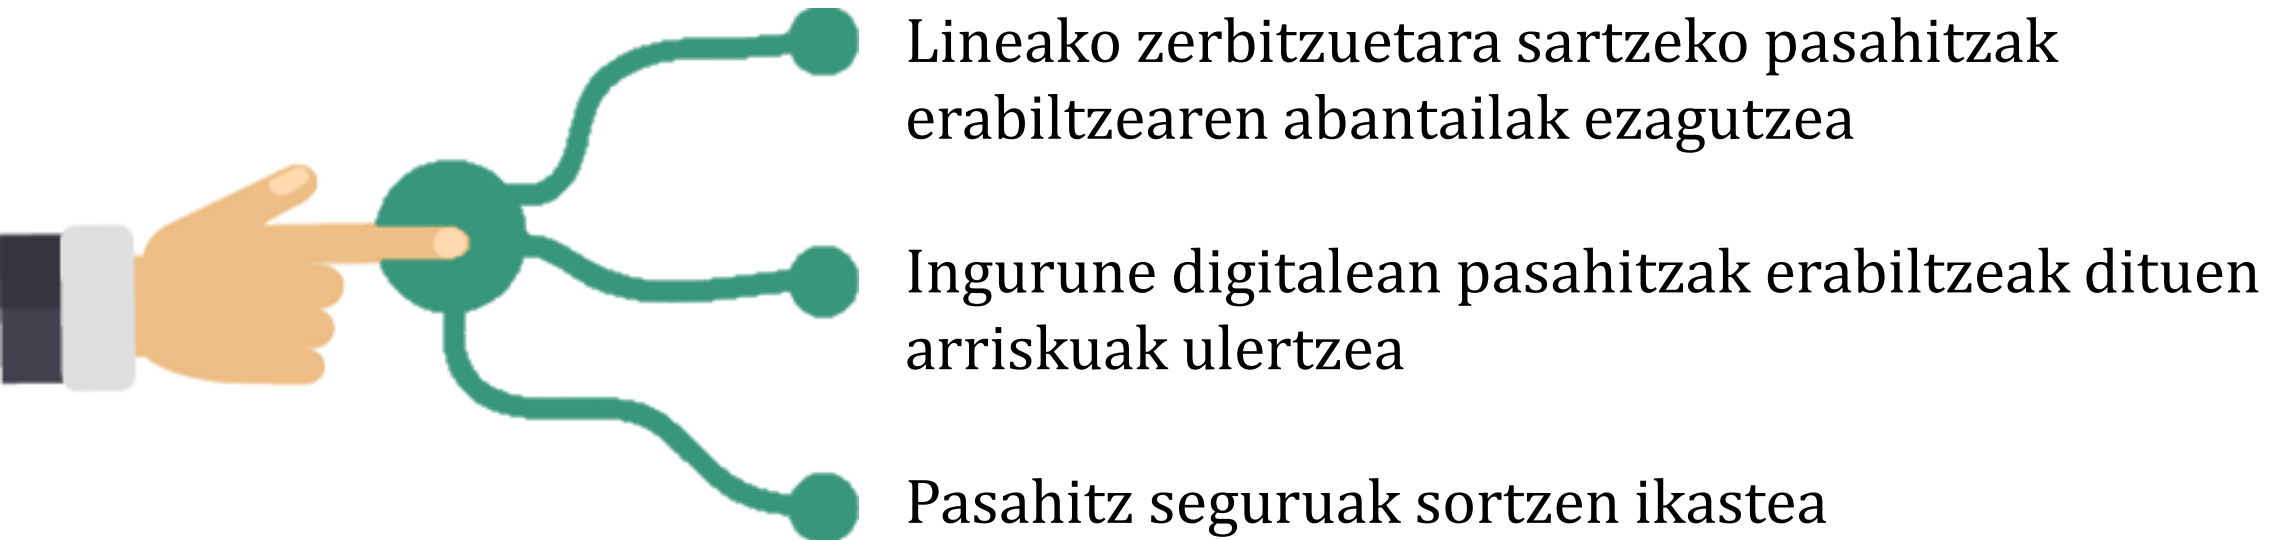 Lineako zerbitzuetara sartzeko pasahitzak
erabiltzearen abantailak ezagutzea
Ingurune digitalean pasahitzak erabiltzeak dituen
arriskuak ulertzea
Pasahitz seguruak sortzen ikastea